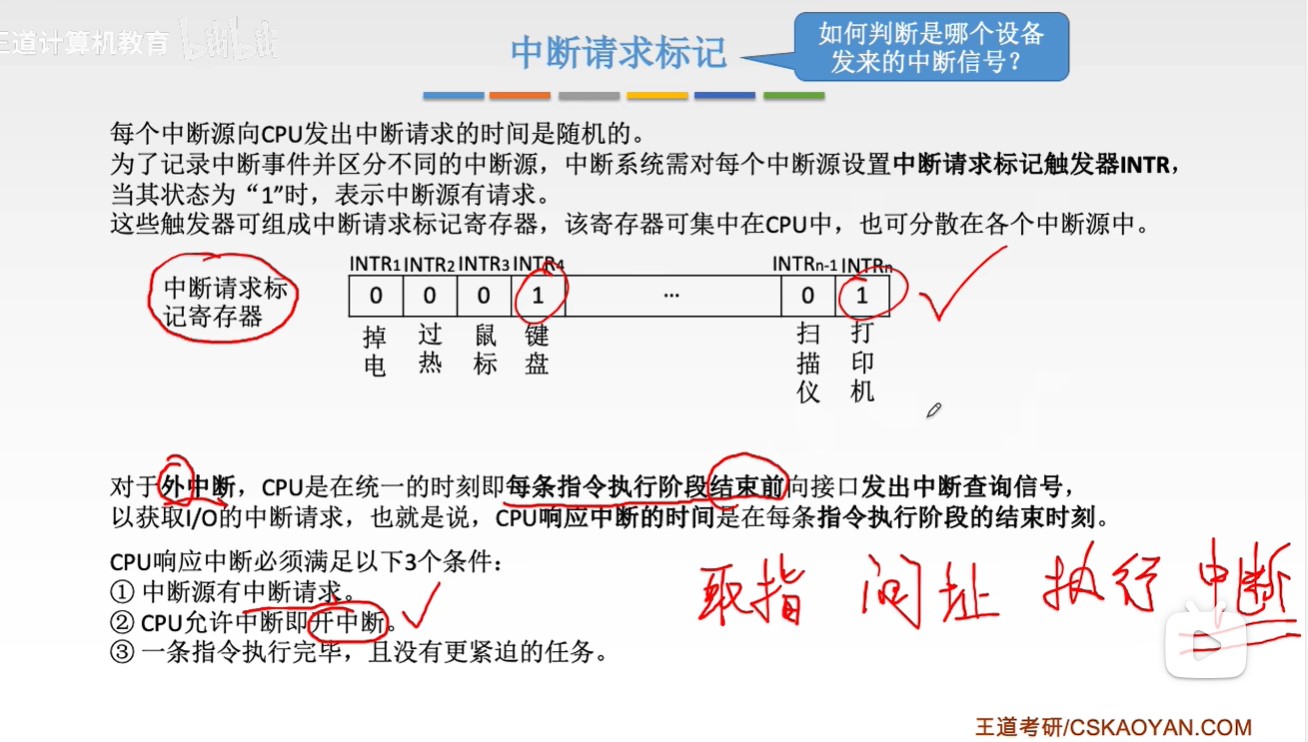 王道计算机教育 bilibili
中断请求标记
如何判断是哪个设备
发来的中断信号？
每个中断源向CPU发出中断请求的时间是随机的。
为了记录中断事件并区分不同的中断源，中断系统需对每个中断源设置中断请求标记触发器INTR，
当其状态为“1”时，表示中断源有请求。
这些触发器可组成中断请求标记寄存器，该寄存器可集中在CPU中，也可分散在各个中断源中。
INTR1 INTR2 INTR3 INTR4 INTRn-1 INTRn
中断请求标
记寄存器
0 0 0 1 ... 0 1
掉电 过热 鼠标 键盘 扫描仪 打印机
对于外中断，CPU是在统一的时刻即每条指令执行阶段结束前向接口发出中断查询信号，
以获取I/O的中断请求，也就是说，CPU响应中断的时间是在每条指令执行阶段的结束时刻。
CPU响应中断必须满足以下3个条件：
① 中断源有中断请求。
② CPU允许中断即开中断。
③ 一条指令执行完毕，且没有更紧迫的任务。
取指 间址 执行 中断
王道考研/CSKAOYAN.COM